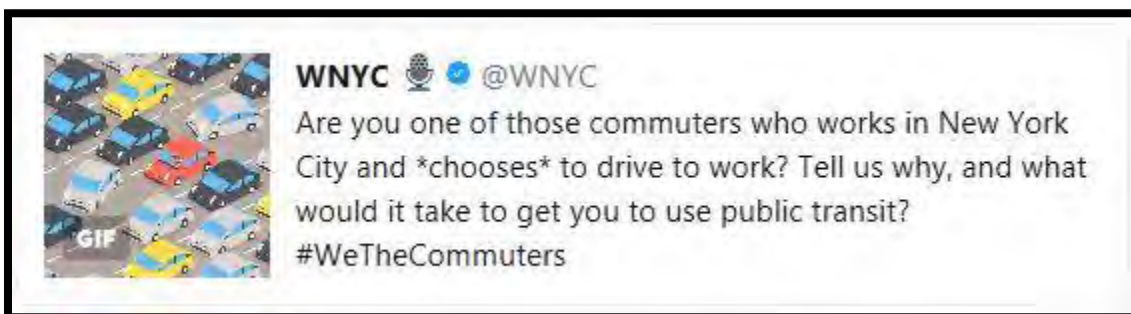 WNYC 🎙️ @WNYC
Are you one of those commuters who works in New York
City and *chooses* to drive to work? Tell us why, and what
would it take to get you to use public transit?
#WeTheCommuters
GIF